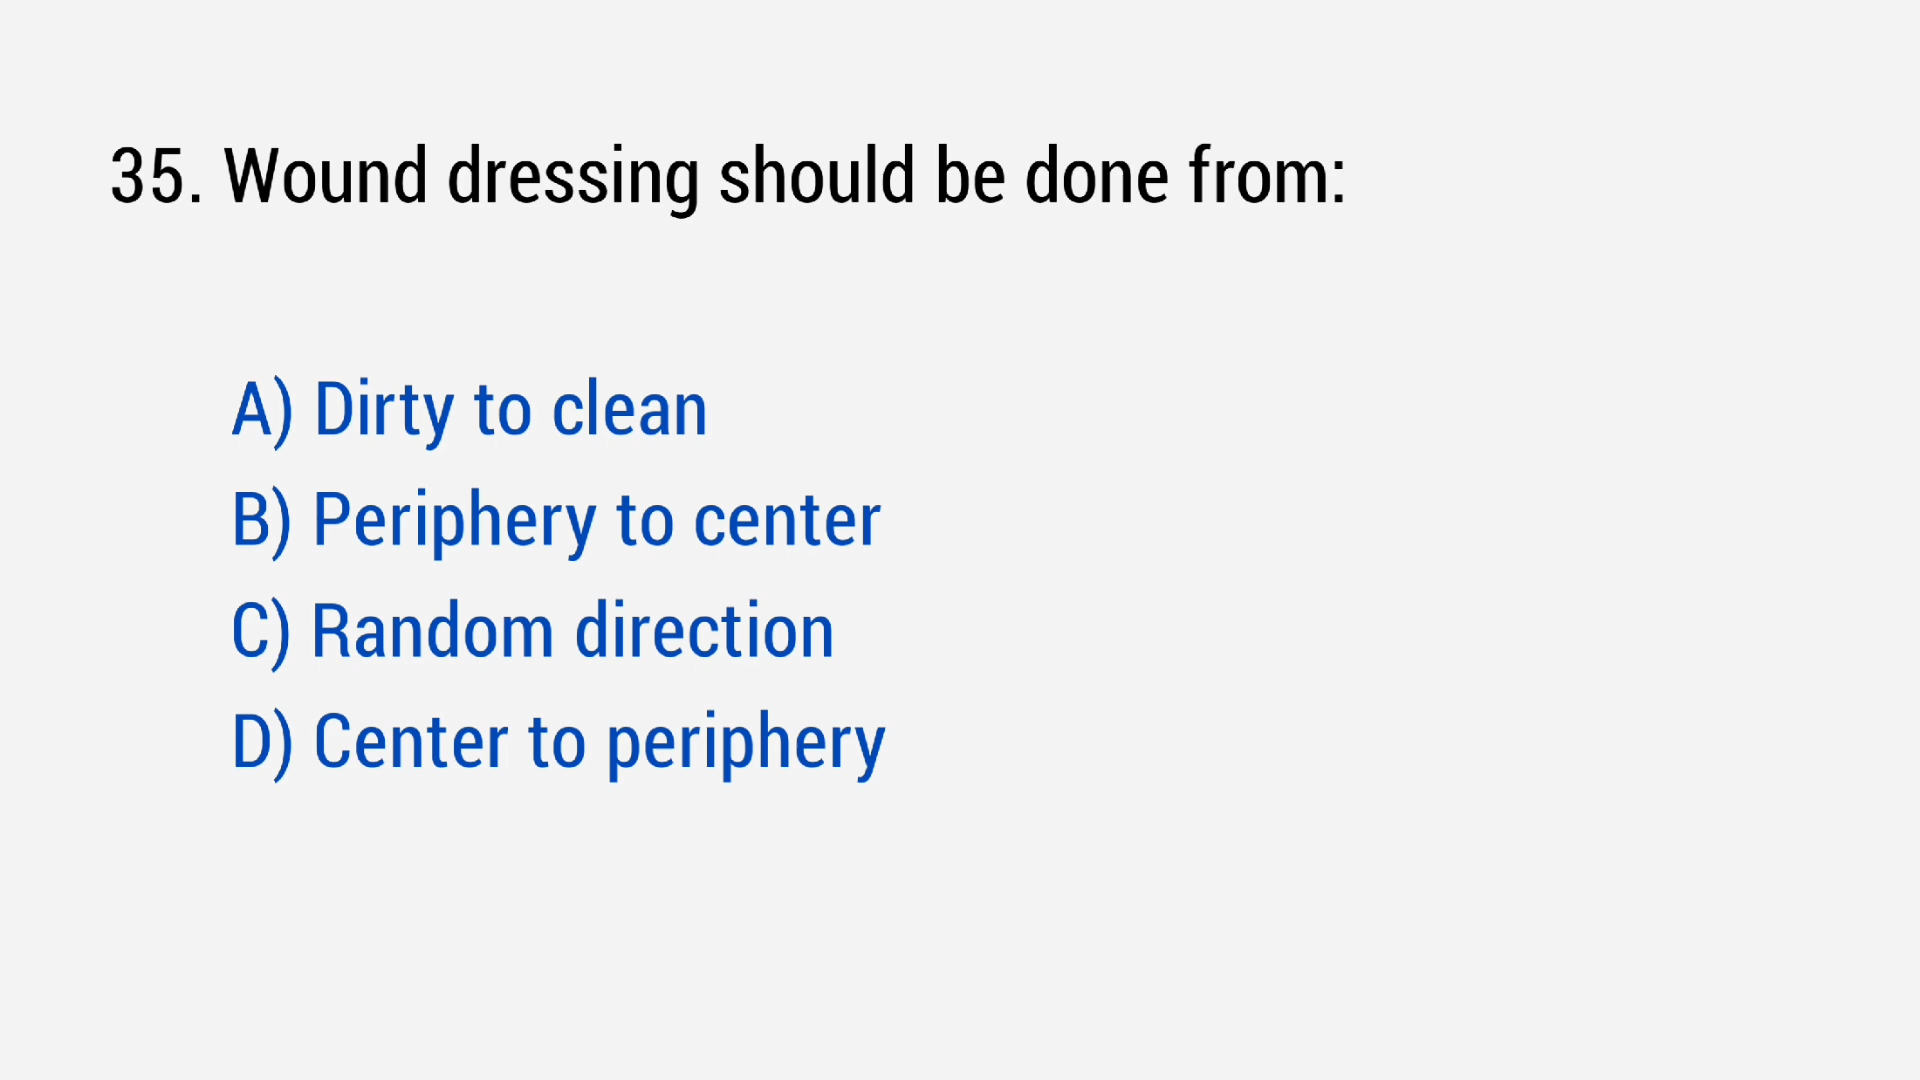 35. Wound dressing should be done from:
A) Dirty to clean
B) Periphery to center
C) Random direction
D) Center to periphery